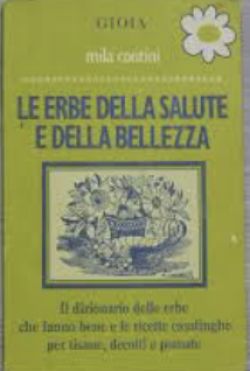 GIOIA
mila contini
LE ERBE DELLA SALUTE
E DELLA BELLEZZA
Il dizionario delle erbe
che fanno bene e le ricette casalinghe
per tisane, decotti e pomate